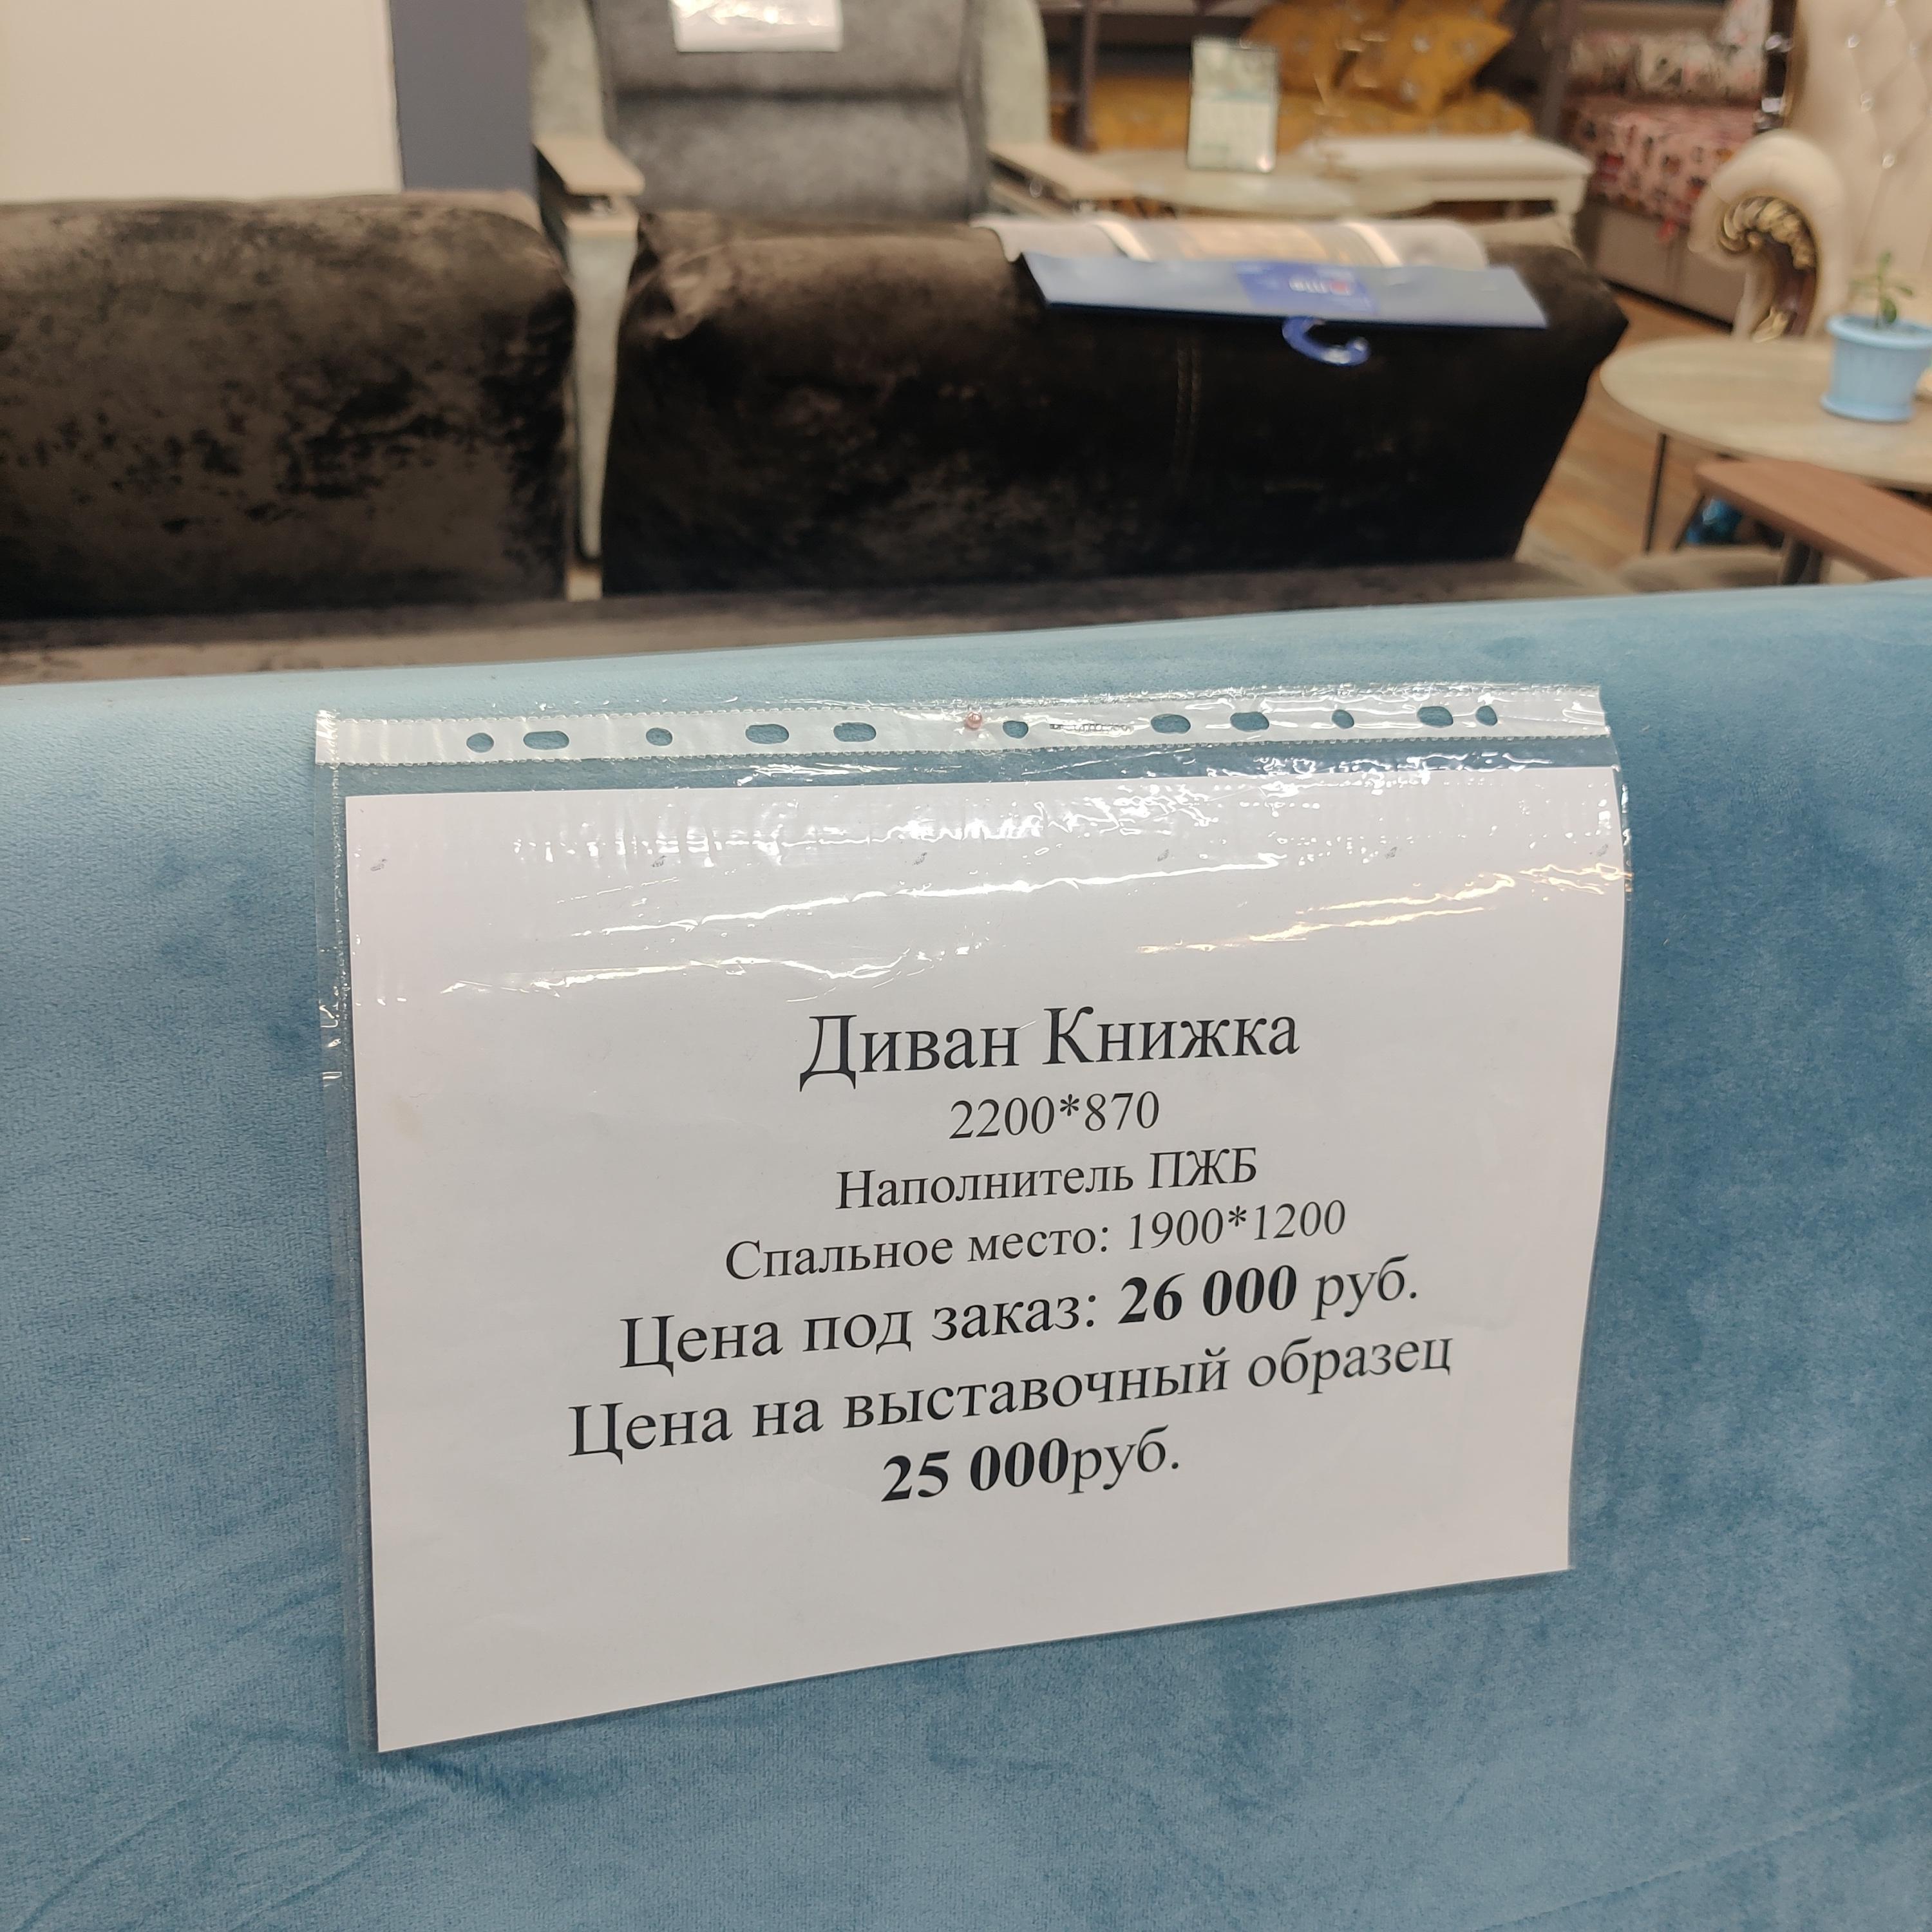 Диван Книжка
2200*870
Наполнитель ПЖБ
Спальное место: 1900*1200
Цена под заказ: 26 000 руб.
Цена на выставочный образец
25 000руб.